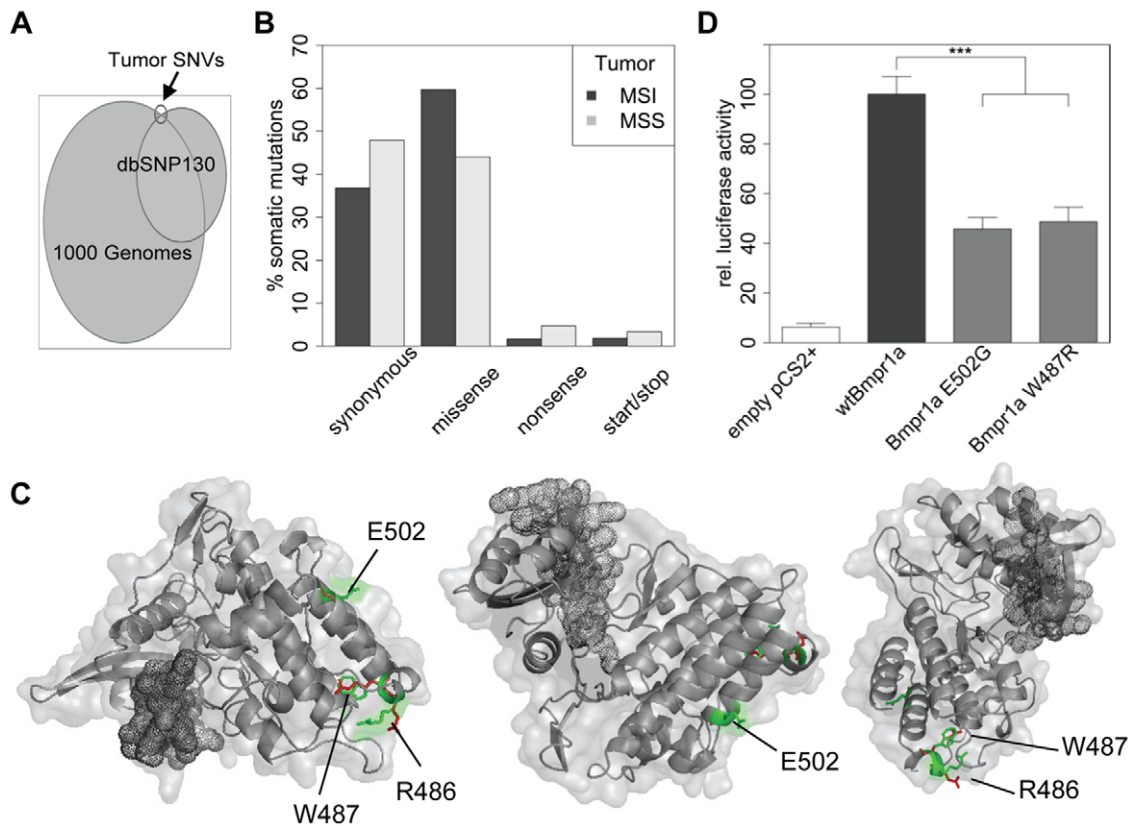 A
Tumor SNVs
dbSNP130
1000 Genomes
B
% somatic mutations
70
60
50
40
30
20
10
0
Tumor
MSI
MSS
synonymous
missense
nonsense
start/stop
D
rel. luciferase activity
100
80
60
40
20
0
***
empty pCS2+
wtBmpr1a
Bmpr1a E502G
Bmpr1a W487R
C
E502
W487
R486
E502
W487
R486